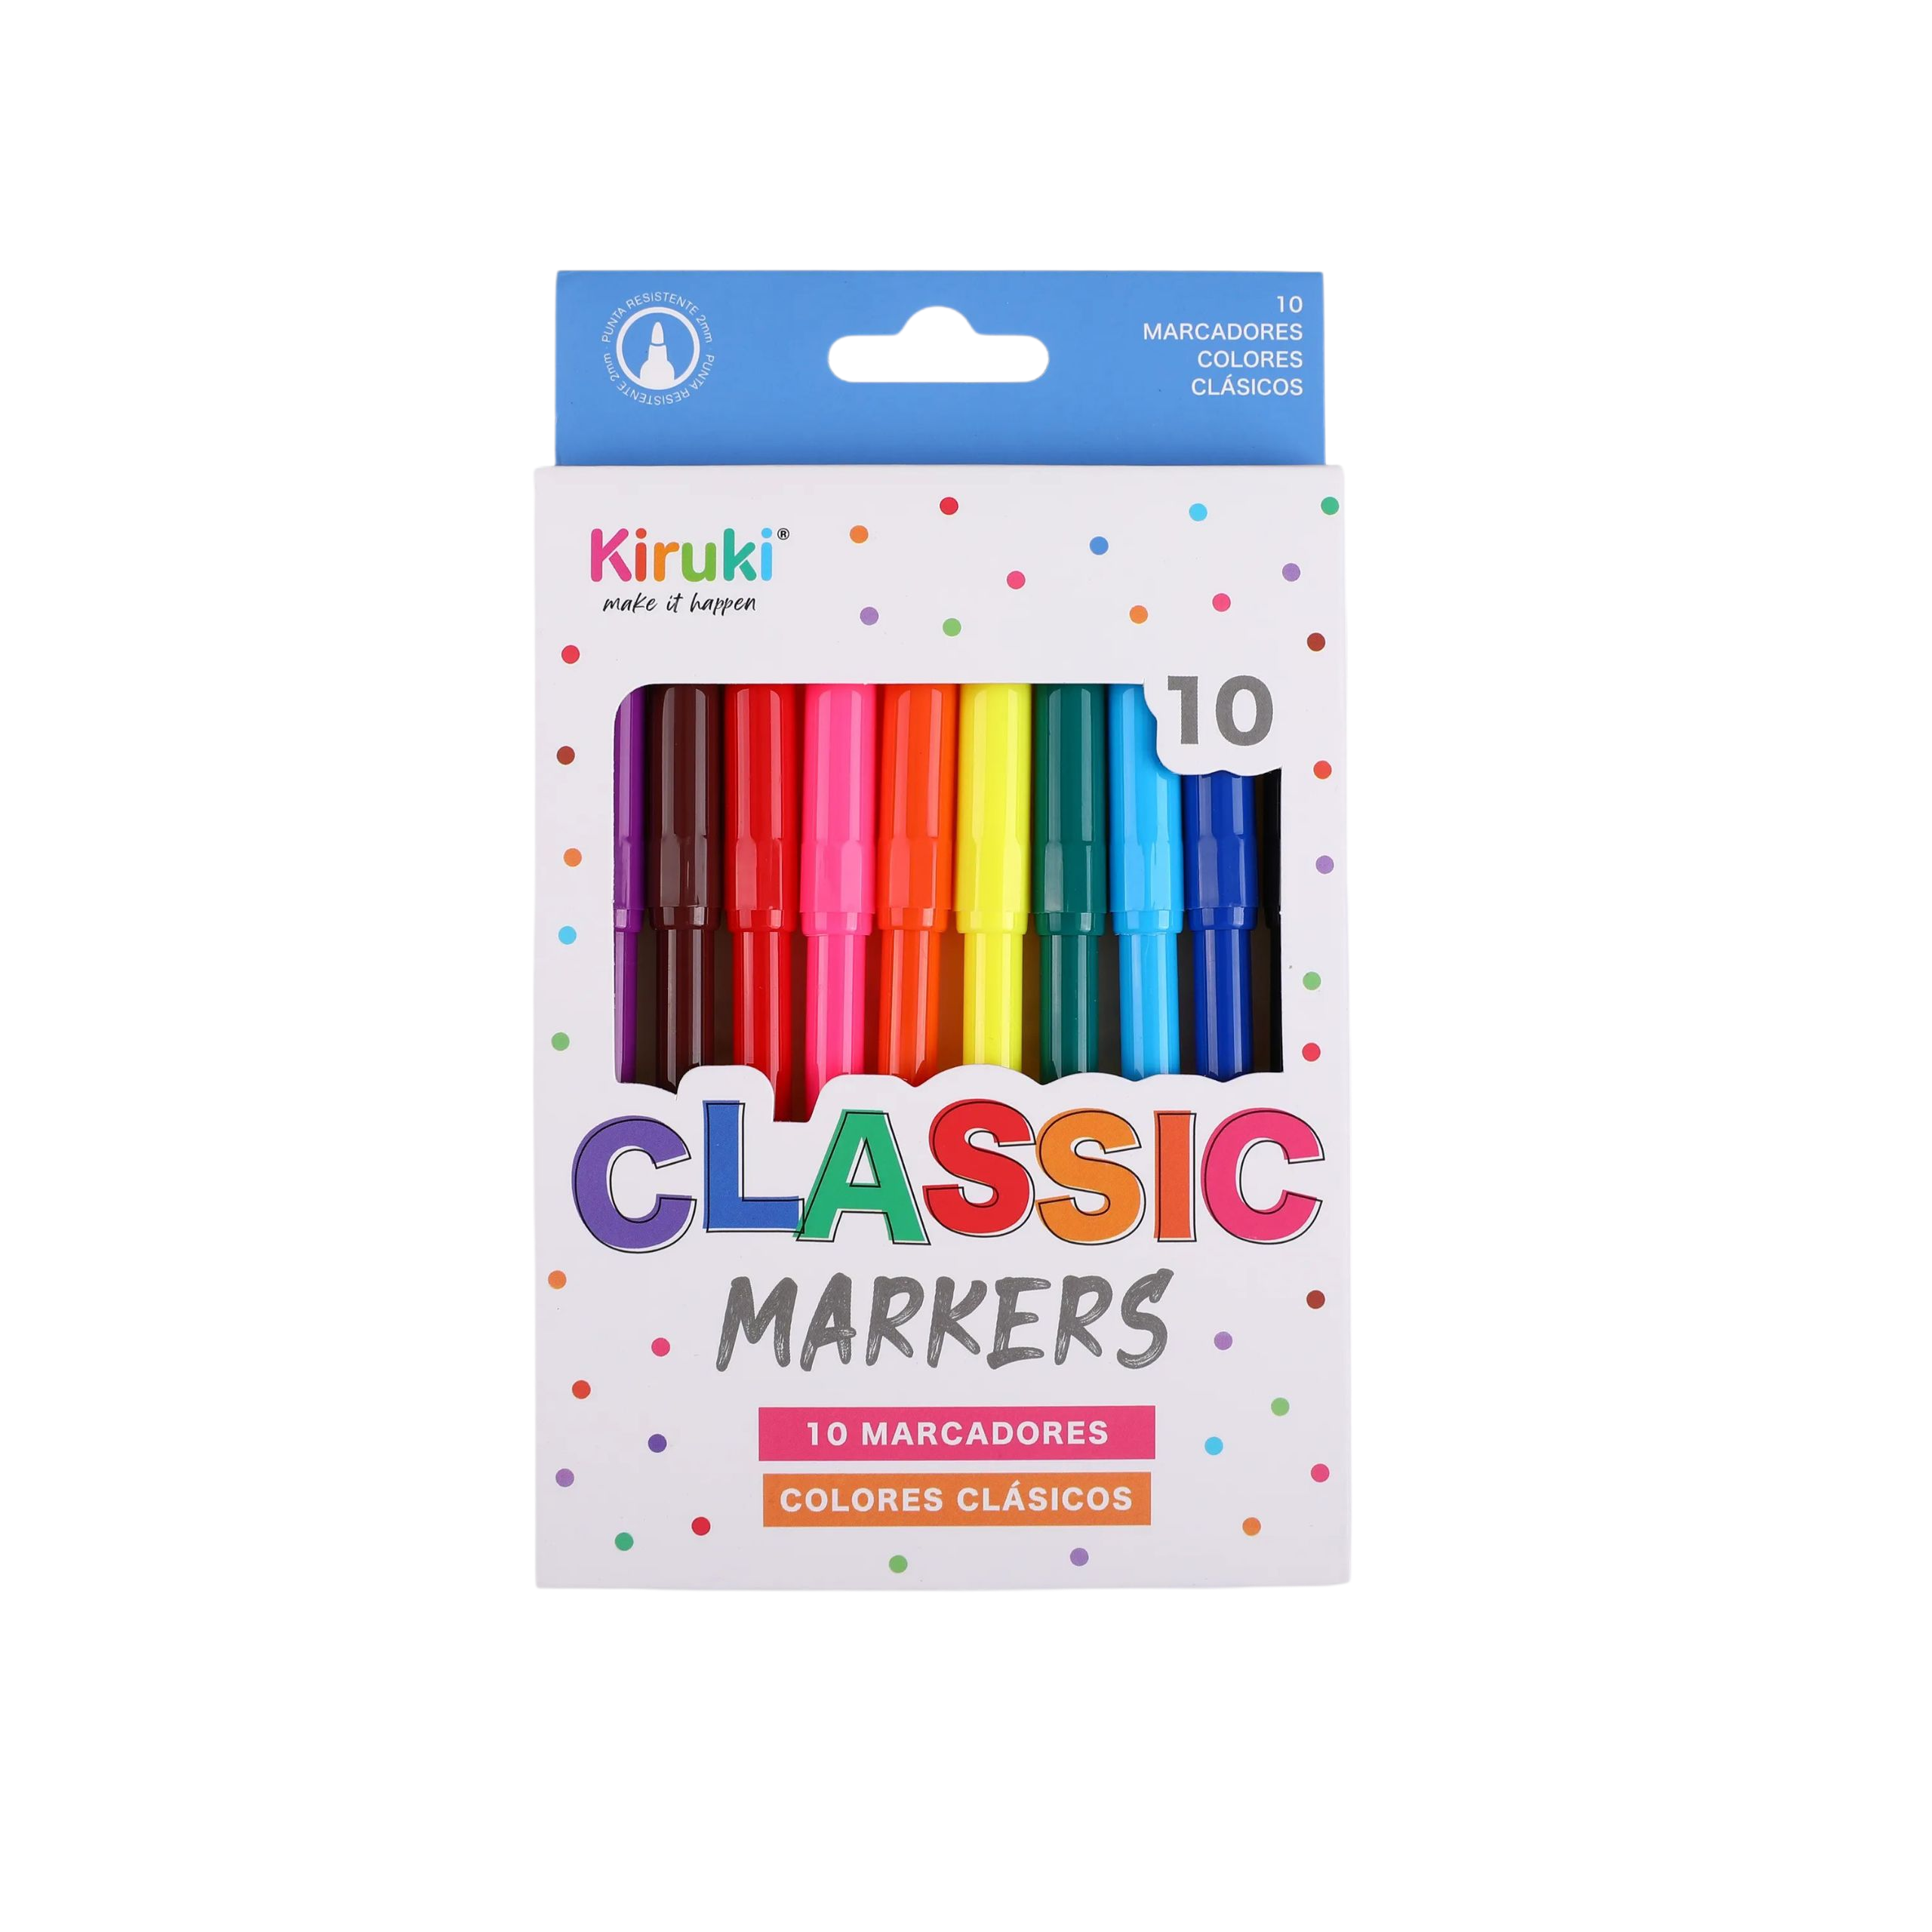 PUNTA RESISTENTE 2mm · PUNTA RESISTENTE 2mm ·
10
MARCADORES
COLORES
CLÁSICOS
Kiruki®
make it happen
10
CLASSIC
MARKERS
10 MARCADORES
COLORES CLÁSICOS